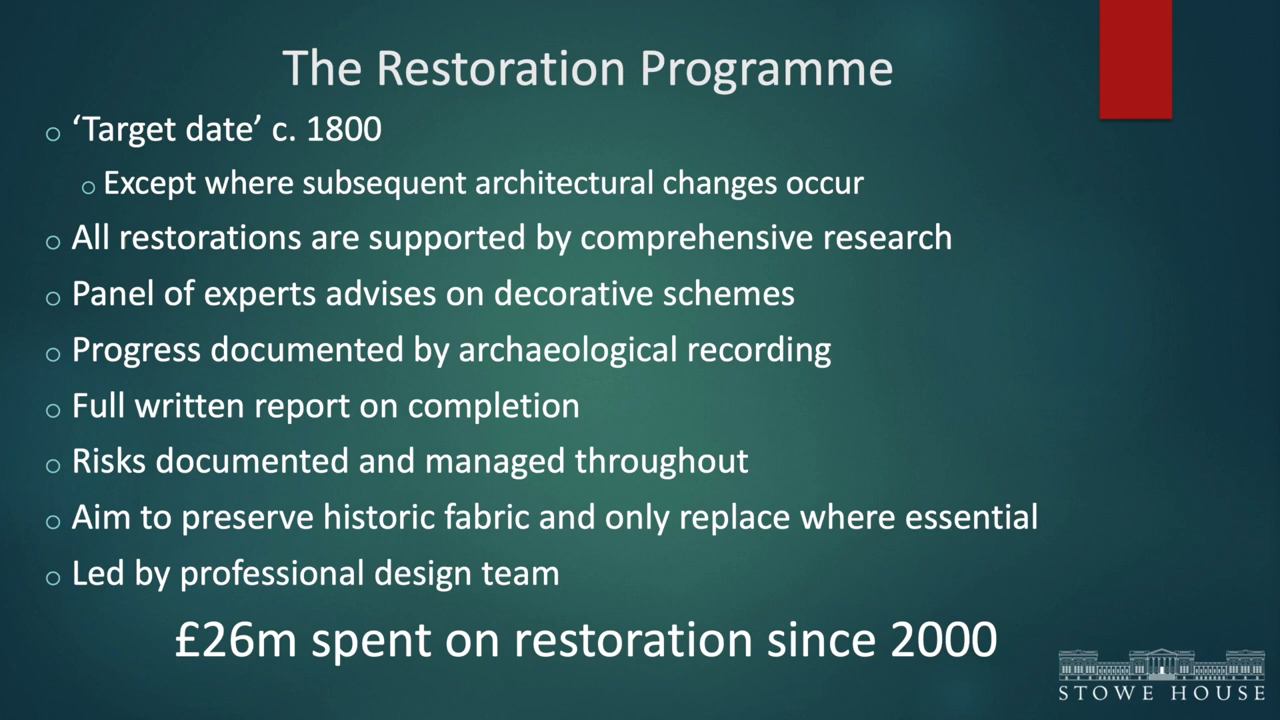 The Restoration Programme
‘Target date’ c. 1800
Except where subsequent architectural changes occur
All restorations are supported by comprehensive research
Panel of experts advises on decorative schemes
Progress documented by archaeological recording
Full written report on completion
Risks documented and managed throughout
Aim to preserve historic fabric and only replace where essential
Led by professional design team
£26m spent on restoration since 2000
STOWE HOUSE